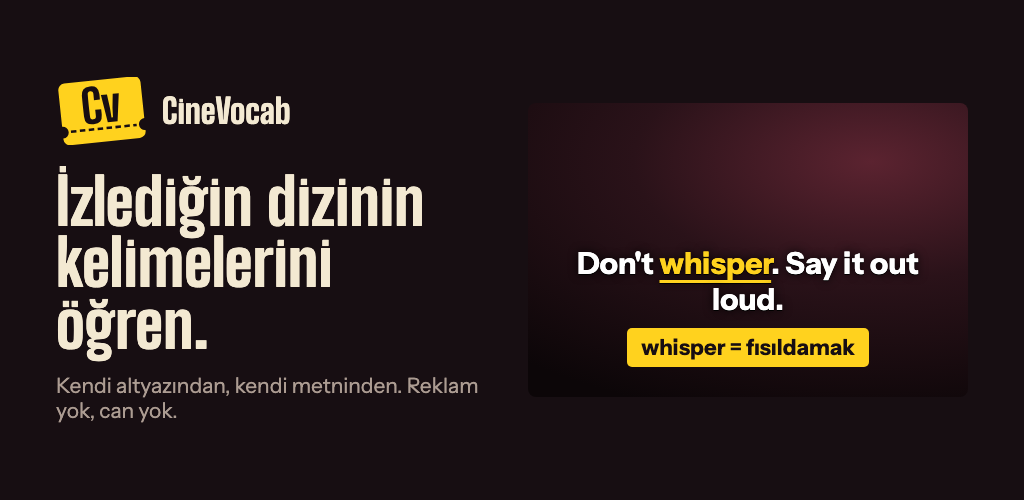 Cv
CineVocab
İzlediğin dizinin
kelimelerini
öğren.
Kendi altyazından, kendi metninden. Reklam
yok, can yok.
Don't whisper. Say it out
loud.
whisper = fısıldamak